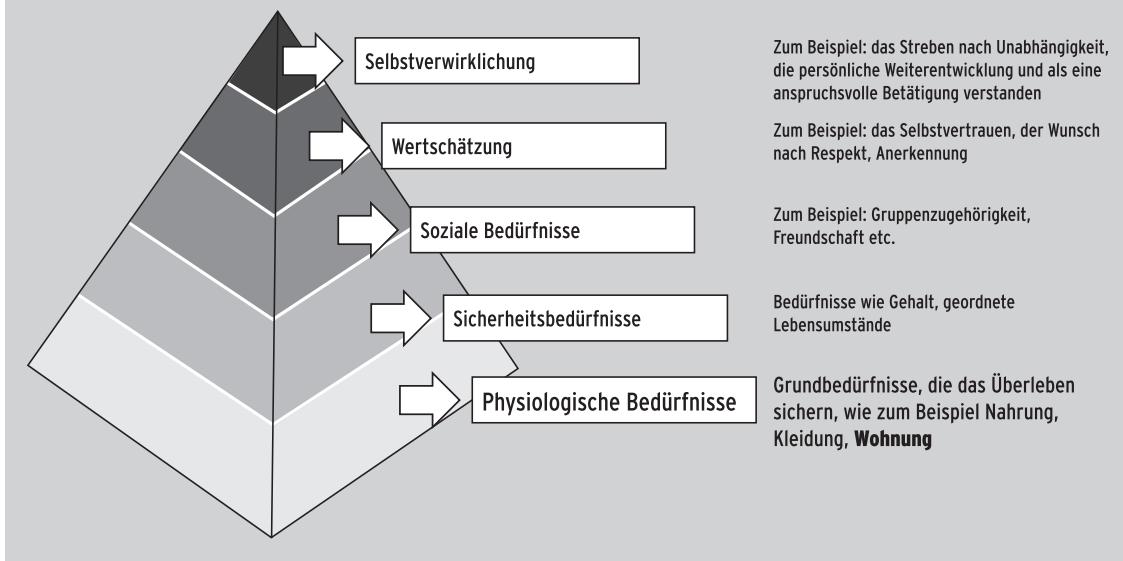 Selbstverwirklichung
Zum Beispiel: das Streben nach Unabhängigkeit,
die persönliche Weiterentwicklung und als eine
anspruchsvolle Betätigung verstanden
Wertschätzung
Zum Beispiel: das Selbstvertrauen, der Wunsch
nach Respekt, Anerkennung
Soziale Bedürfnisse
Zum Beispiel: Gruppenzugehörigkeit,
Freundschaft etc.
Sicherheitsbedürfnisse
Bedürfnisse wie Gehalt, geordnete
Lebensumstände
Physiologische Bedürfnisse
Grundbedürfnisse, die das Überleben
sichern, wie zum Beispiel Nahrung,
Kleidung, Wohnung